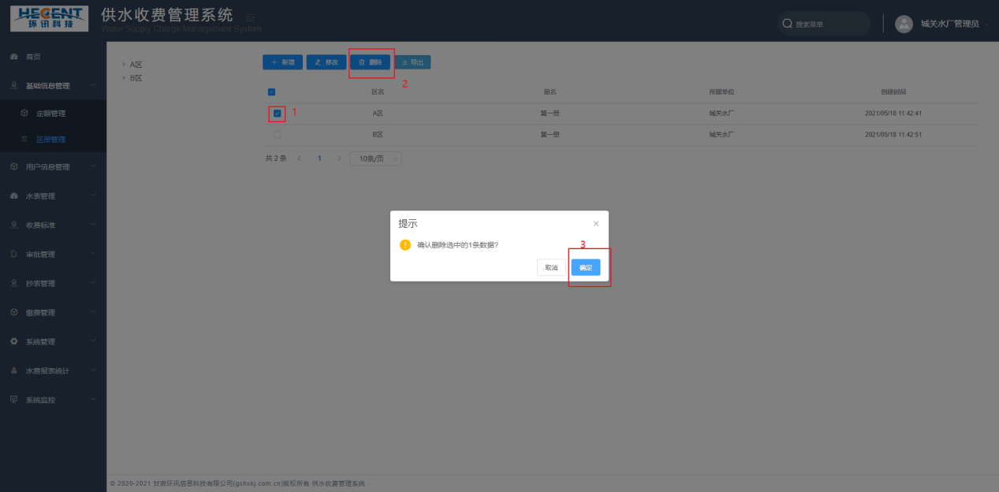 HECENT
环讯科技
供水收费管理系统
Water Supply Charge Management System
搜索菜单
城关水厂管理员
首页
基础信息管理
定额管理
区册管理
用户信息管理
水表管理
收费标准
审批管理
抄表管理
缴费管理
系统管理
水费报表统计
系统监控
A区
B区
新增 修改 删除 导出
2
区名 册名 所属单位 创建时间
1
A区 第一册 城关水厂 2021/05/18 11:42:41
B区 第一册 城关水厂 2021/05/18 11:42:51
共 2 条 1 10条/页
提示
确认删除选中的1条数据?
3
取消 确定
© 2020-2021 甘肃环讯信息科技有限公司(gshxkj.com.cn)版权所有 供水收费管理系统